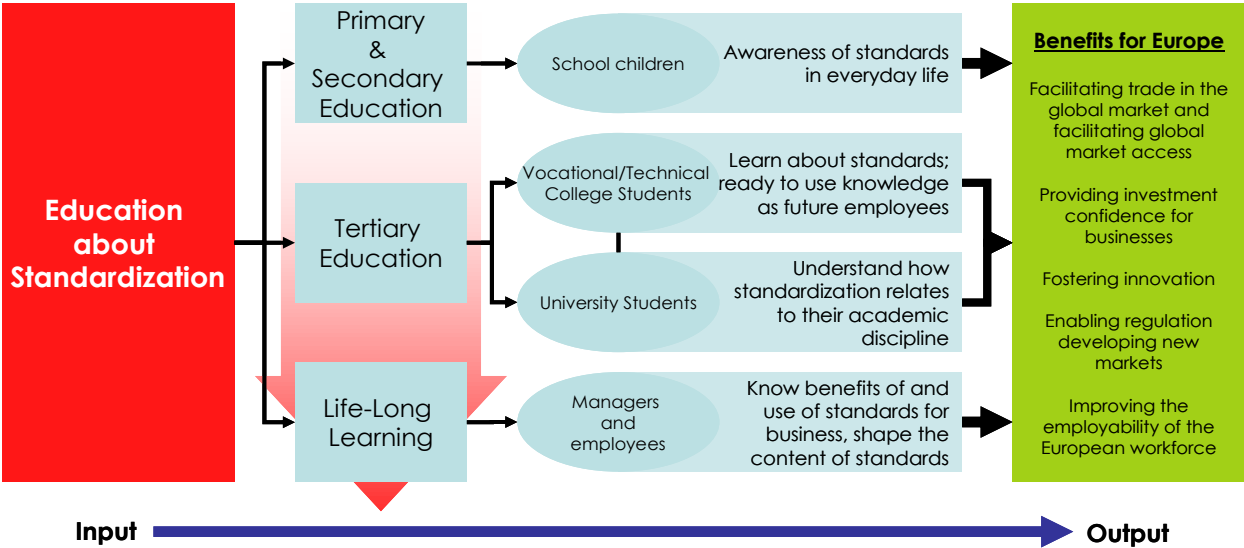 Education
about
Standardization
Primary
&
Secondary
Education
School children
Awareness of standards
in everyday life
Tertiary
Education
Vocational/Technical
College Students
Learn about standards;
ready to use knowledge
as future employees
University Students
Understand how
standardization relates
to their academic
discipline
Life-Long
Learning
Managers
and
employees
Know benefits of and
use of standards for
business, shape the
content of standards
Benefits for Europe
Facilitating trade in the
global market and
facilitating global
market access
Providing investment
confidence for
businesses
Fostering innovation
Enabling regulation
developing new
markets
Improving the
employability of the
European workforce
Input
Output